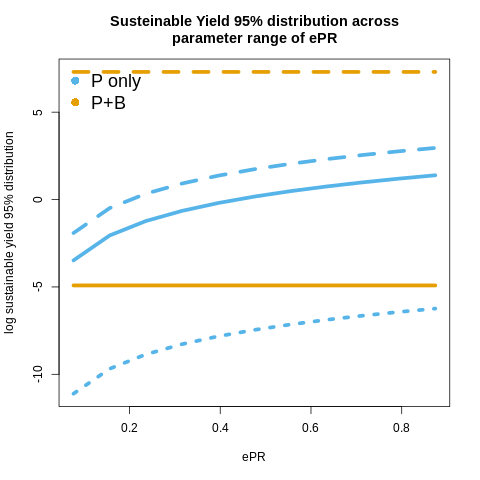 Susteinable Yield 95% distribution across
parameter range of ePR
log sustainable yield 95% distribution
5
0
-5
-10
P only
P+B
0.2
0.4
0.6
0.8
ePR